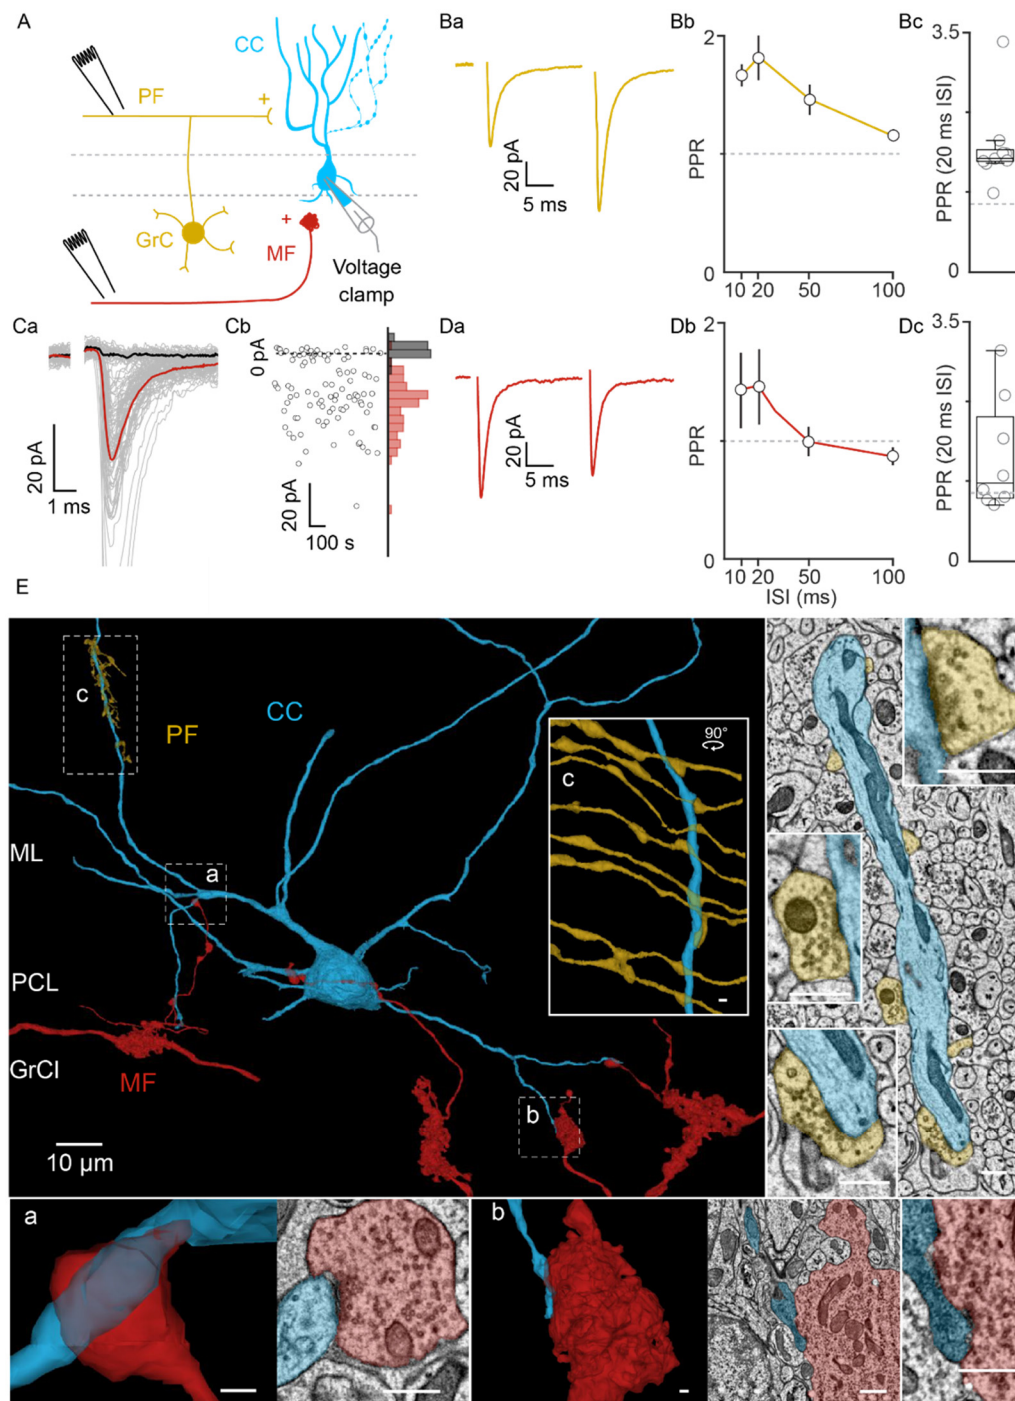 A
CC
PF
+
GrC
+
MF
Voltage
clamp
Ba
20 pA
5 ms
Bb
2
PPR
0
10 20 50 100
Bc
3.5
PPR (20 ms ISI)
0
Ca
20 pA
1 ms
Cb
0 pA
20 pA
100 s
Da
20 pA
5 ms
Db
2
PPR
0
10 20 50 100
ISI (ms)
Dc
3.5
PPR (20 ms ISI)
0
E
c
PF
CC
90°
c
ML
a
PCL
GrCl
MF
b
10 µm
a
b